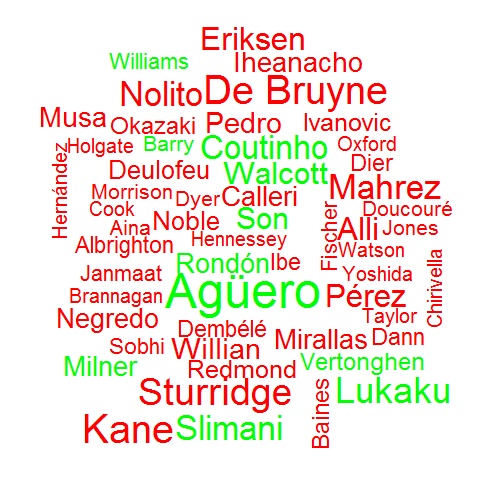 Eriksen
Williams
Iheanacho
Nolito
De Bruyne
Musa
Okazaki
Pedro
Ivanovic
Hernández
Holgate
Barry
Coutinho
Oxford
Deulofeu
Walcott
Dier
Morrison
Dyer
Calleri
Mahrez
Cook
Aina
Noble
Son
Fischer
Alli
Doucouré
Jones
Albrighton
Hennessey
Watson
Janmaat
Rondón
Ibe
Yoshida
Chirivella
Brannagan
Agüero
Pérez
Negredo
Dembélé
Taylor
Sobhi
Willian
Mirallas
Dann
Milner
Redmond
Vertonghen
Sturridge
Baines
Lukaku
Kane
Slimani